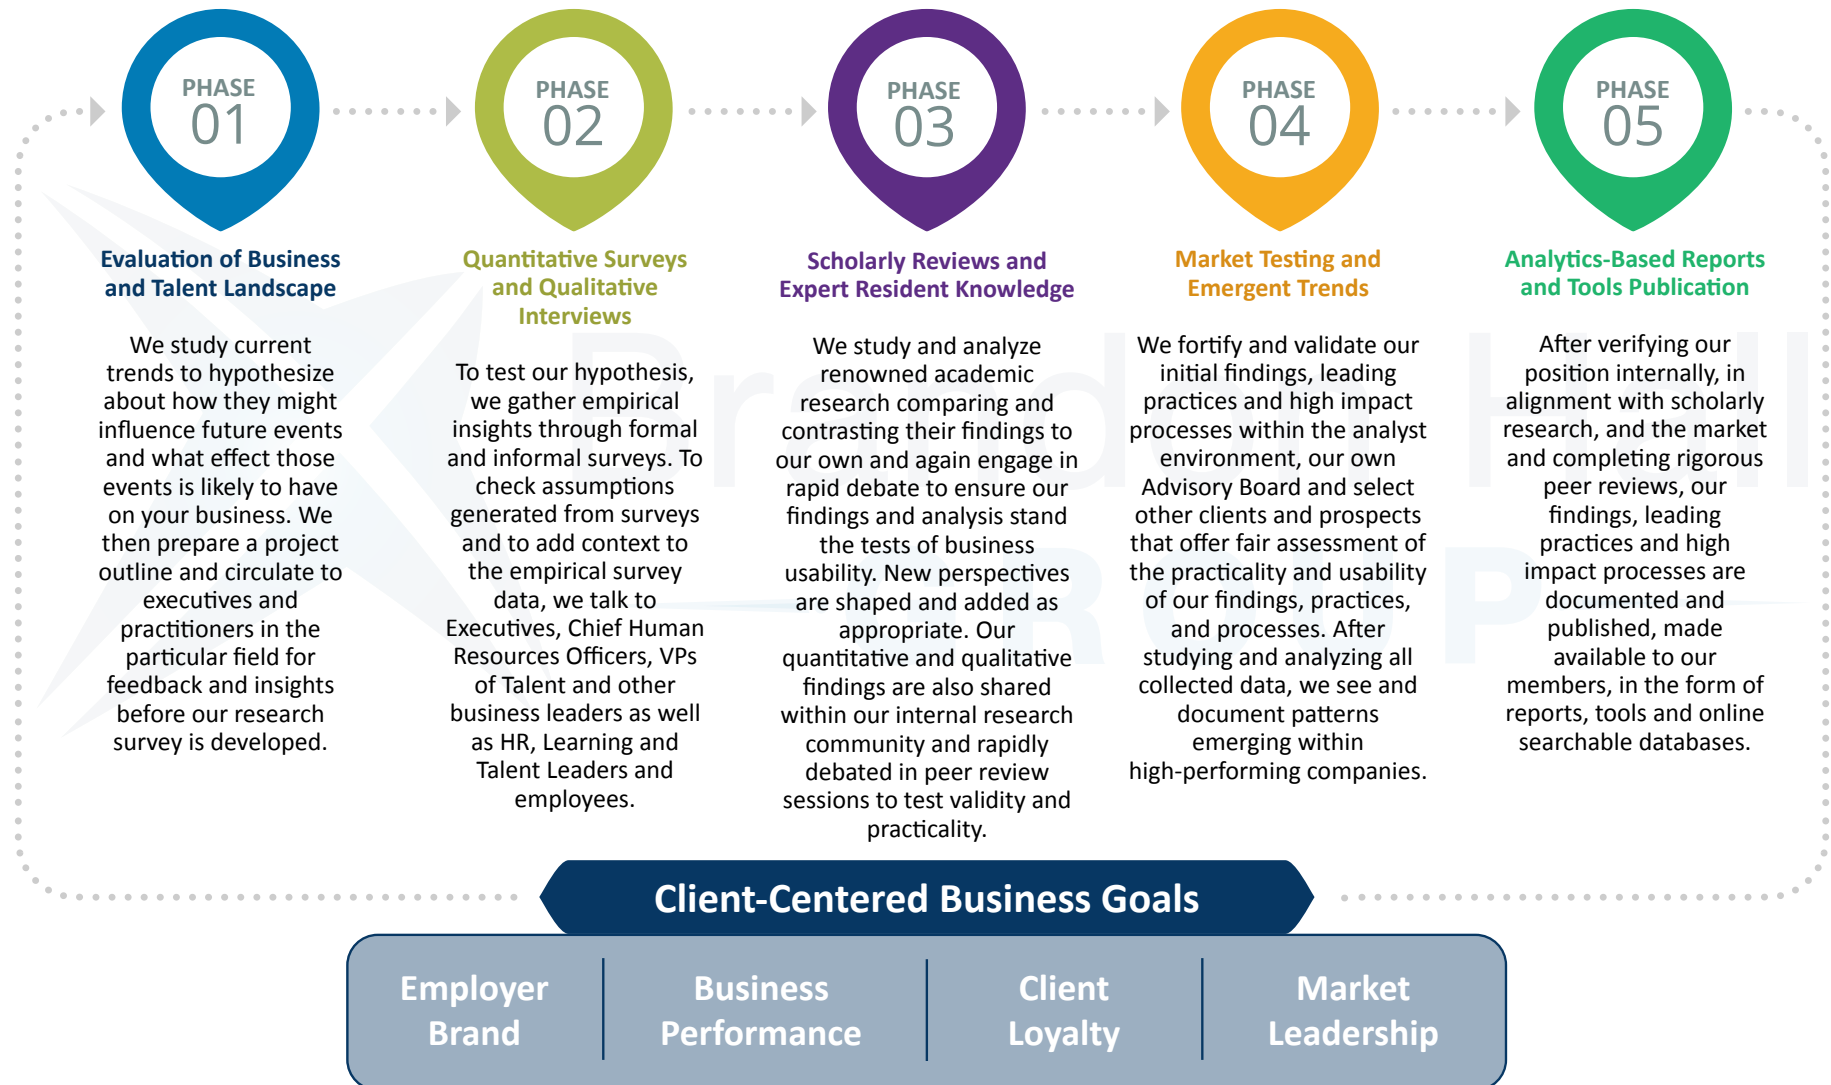 PHASE
01
Evaluation of Business
and Talent Landscape
We study current
trends to hypothesize
about how they might
influence future events
and what effect those
events is likely to have
on your business. We
then prepare a project
outline and circulate to
executives and
practitioners in the
particular field for
feedback and insights
before our research
survey is developed.
PHASE
02
Quantitative Surveys
and Qualitative
Interviews
To test our hypothesis,
we gather empirical
insights through formal
and informal surveys. To
check assumptions
generated from surveys
and to add context to
the empirical survey
data, we talk to
Executives, Chief Human
Resources Officers, VPs
of Talent and other
business leaders as well
as HR, Learning and
Talent Leaders and
employees.
PHASE
03
Scholarly Reviews and
Expert Resident Knowledge
We study and analyze
renowned academic
research comparing and
contrasting their findings to
our own and again engage in
rapid debate to ensure our
findings and analysis stand
the tests of business
usability. New perspectives
are shaped and added as
appropriate. Our
quantitative and qualitative
findings are also shared
within our internal research
community and rapidly
debated in peer review
sessions to test validity and
practicality.
PHASE
04
Market Testing and
Emergent Trends
We fortify and validate our
initial findings, leading
practices and high impact
processes within the analyst
environment, our own
Advisory Board and select
other clients and prospects
that offer fair assessment of
the practicality and usability
of our findings, practices,
and processes. After
studying and analyzing all
collected data, we see and
document patterns
emerging within
high-performing companies.
PHASE
05
Analytics-Based Reports
and Tools Publication
After verifying our
position internally, in
alignment with scholarly
research, and the market
and completing rigorous
peer reviews, our
findings, leading
practices and high
impact processes are
documented and
published, made
available to our
members, in the form of
reports, tools and online
searchable databases.
Brandon Hall
GROUP
Client-Centered Business Goals
Employer
Brand
Business
Performance
Client
Loyalty
Market
Leadership